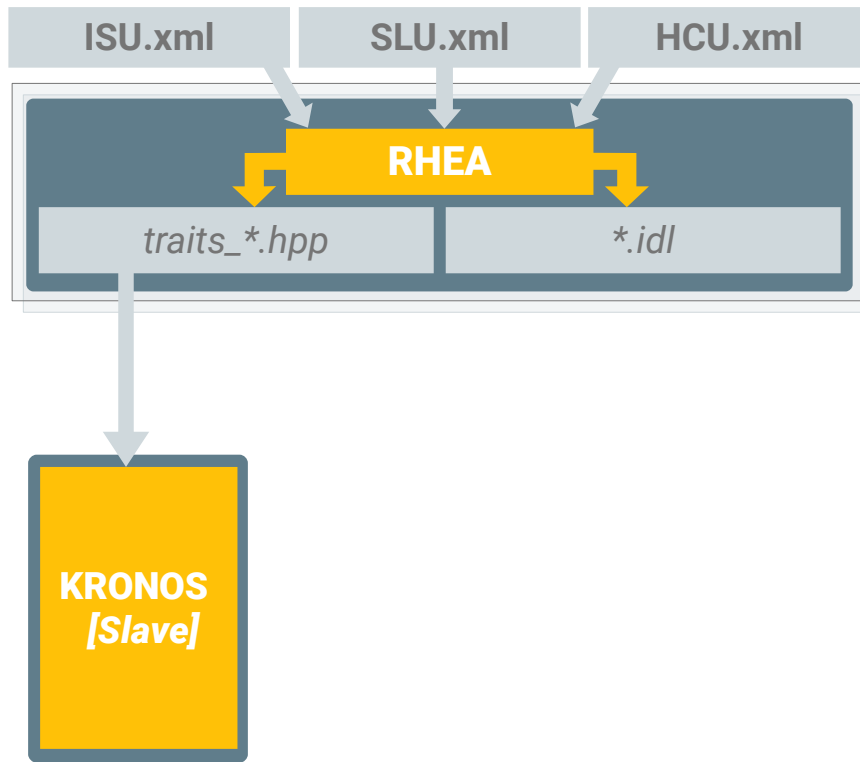 ISU.xml
SLU.xml
HCU.xml
RHEA
traits_*.hpp
*.idl
KRONOS
[Slave]